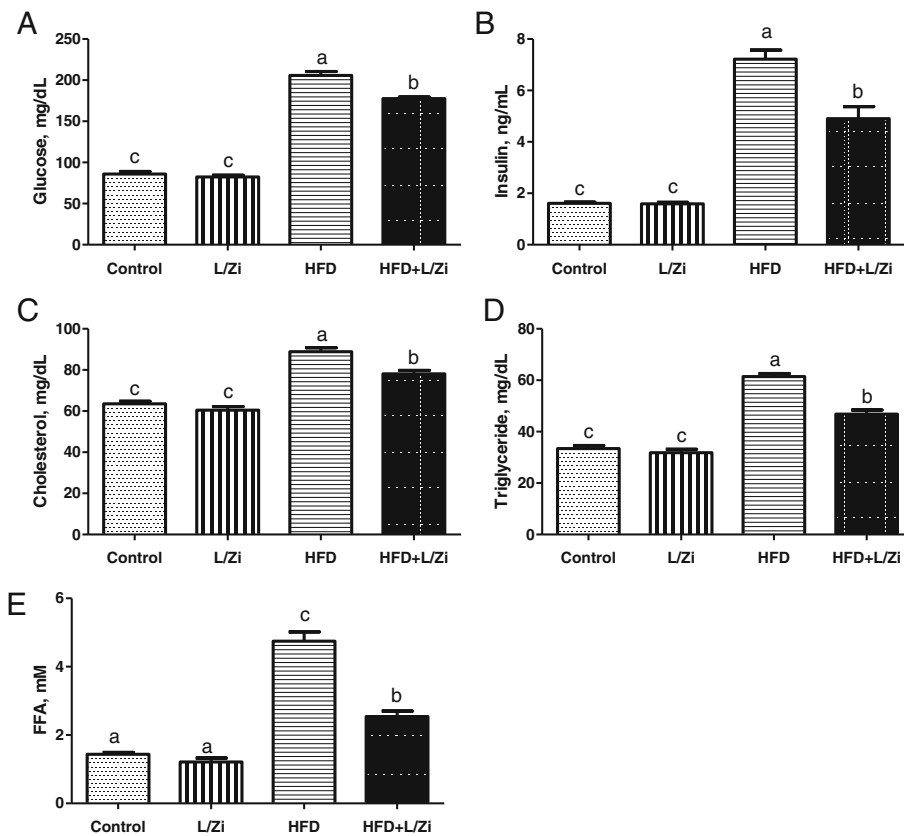 A
Glucose, mg/dL
250
200
150
100
50
0
c
c
a
b
Control L/Zi HFD HFD+L/Zi
B
Insulin, ng/mL
8
6
4
2
0
c
c
a
b
Control L/Zi HFD HFD+L/Zi
C
Cholesterol, mg/dL
100
80
60
40
20
0
c
c
a
b
Control L/Zi HFD HFD+L/Zi
D
Triglyceride, mg/dL
80
60
40
20
0
c
c
a
b
Control L/Zi HFD HFD+L/Zi
E
FFA, mM
6
4
2
0
a
a
c
b
Control L/Zi HFD HFD+L/Zi